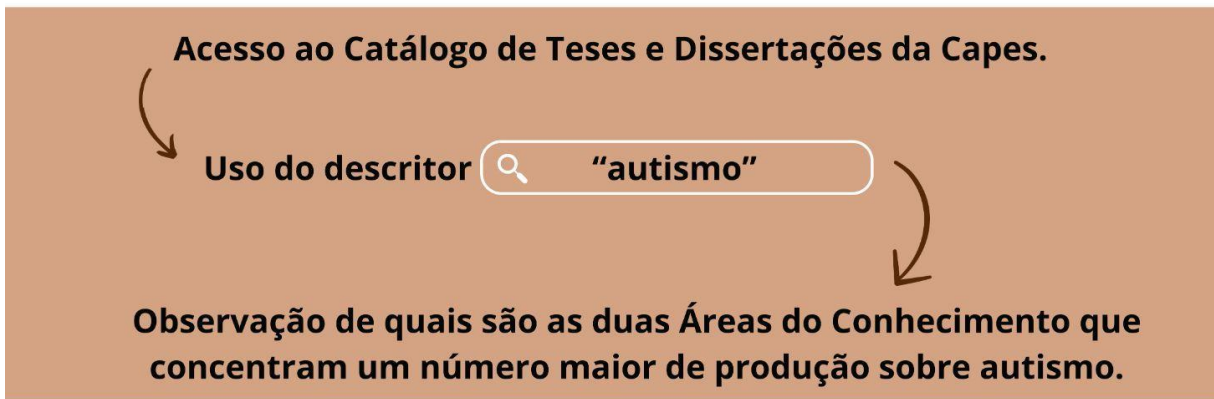 Acesso ao Catálogo de Teses e Dissertações da Capes.
Uso do descritor “autismo”
Observação de quais são as duas Áreas do Conhecimento que
concentram um número maior de produção sobre autismo.